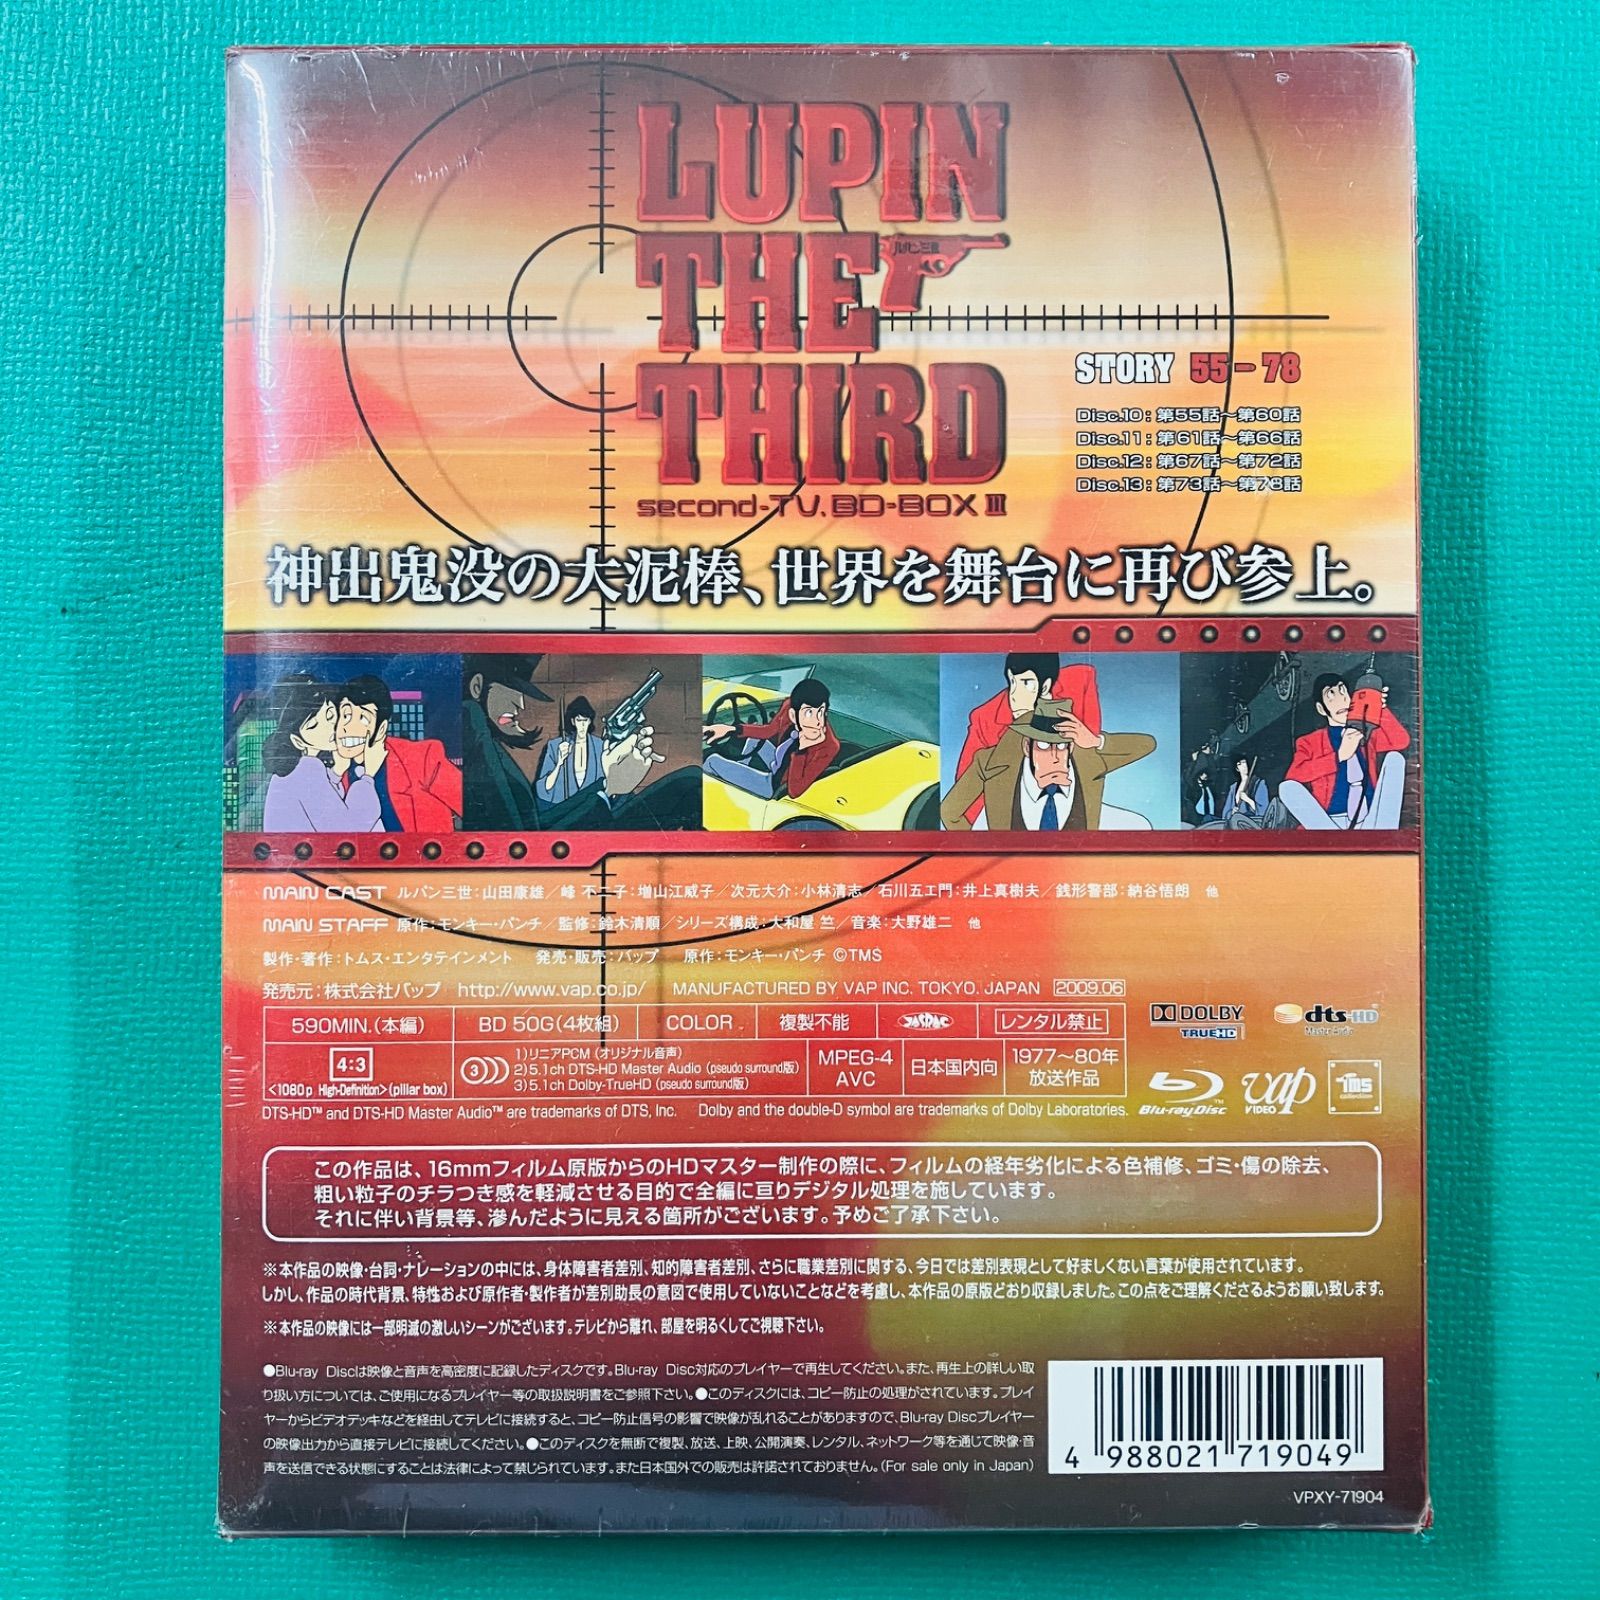 LUPIN
THE
ルパン三世
THIRD
second-TV. BD-BOX III
STORY 55-78
Disc.10：第55話〜第60話
Disc.11：第61話〜第66話
Disc.12：第67話〜第72話
Disc.13：第73話〜第78話
神出鬼没の大泥棒、世界を舞台に再び参上。
MAIN CAST ルパン三世：山田康雄／峰 不二子：増山江威子／次元大介：小林清志／石川五ェ門：井上真樹夫／銭形警部：納谷悟朗 他
MAIN STAFF 原作：モンキー・パンチ／監修：鈴木清順／シリーズ構成：大和屋 竺／音楽：大野雄二 他
製作・著作：トムス・エンタテインメント 発売・販売：バップ 原作：モンキー・パンチ ©TMS
発売元：株式会社バップ http://www.vap.co.jp/ MANUFACTURED BY VAP INC. TOKYO. JAPAN 2009.06
590MIN.(本編) BD 50G(4枚組) COLOR 複製不能 JASRAC レンタル禁止
4:3
<1080p High-Definition>(pillar box)
3
1)リニアPCM (オリジナル音声)
2)5.1ch DTS-HD Master Audio (pseudo surround版)
3)5.1ch Dolby-TrueHD (pseudo surround版)
MPEG-4
AVC
日本国内向
1977〜80年
放送作品
DOLBY
TRUEHD
dts-HD
Master Audio
Blu-ray Disc
vap
VIDEO
tms
collection
DTS-HD™ and DTS-HD Master Audio™ are trademarks of DTS, Inc. Dolby and the double-D symbol are trademarks of Dolby Laboratories.
この作品は、16mmフィルム原版からのHDマスター制作の際に、フィルムの経年劣化による色補修、ゴミ・傷の除去、
粗い粒子のチラつき感を軽減させる目的で全編に亘りデジタル処理を施しています。
それに伴い背景等、滲んだように見える箇所がございます。予めご了承下さい。
※本作品の映像・台詞・ナレーションの中には、身体障害者差別、知的障害者差別、さらに職業差別に関する、今日では差別表現として好ましくない言葉が使用されています。
しかし、作品の時代背景、特性および原作者・製作者が差別助長の意図で使用していないことなどを考慮し、本作品の原版どおり収録しました。この点をご理解くださるようお願い致します。
※本作品の映像には一部明滅の激しいシーンがございます。テレビから離れ、部屋を明るくしてご視聴下さい。
●Blu-ray Discは映像と音声を高密度に記録したディスクです。Blu-ray Disc対応のプレイヤーで再生してください。また、再生上の詳しい取
り扱い方については、ご使用になるプレイヤー等の取扱説明書をご参照下さい。●このディスクには、コピー防止の処理がされています。プレイ
ヤーからビデオデッキなどを経由してテレビに接続すると、コピー防止信号の影響で映像が乱れることがありますので、Blu-ray Discプレイヤー
の映像出力から直接テレビに接続してください。●このディスクを無断で複製、放送、上映、公開演奏、レンタル、ネットワーク等を通じて映像・音
声を送信できる状態にすることは法律によって禁じられています。また日本国外での販売は許諾されておりません。(For sale only in Japan)
4 988021 719049
VPXY-71904